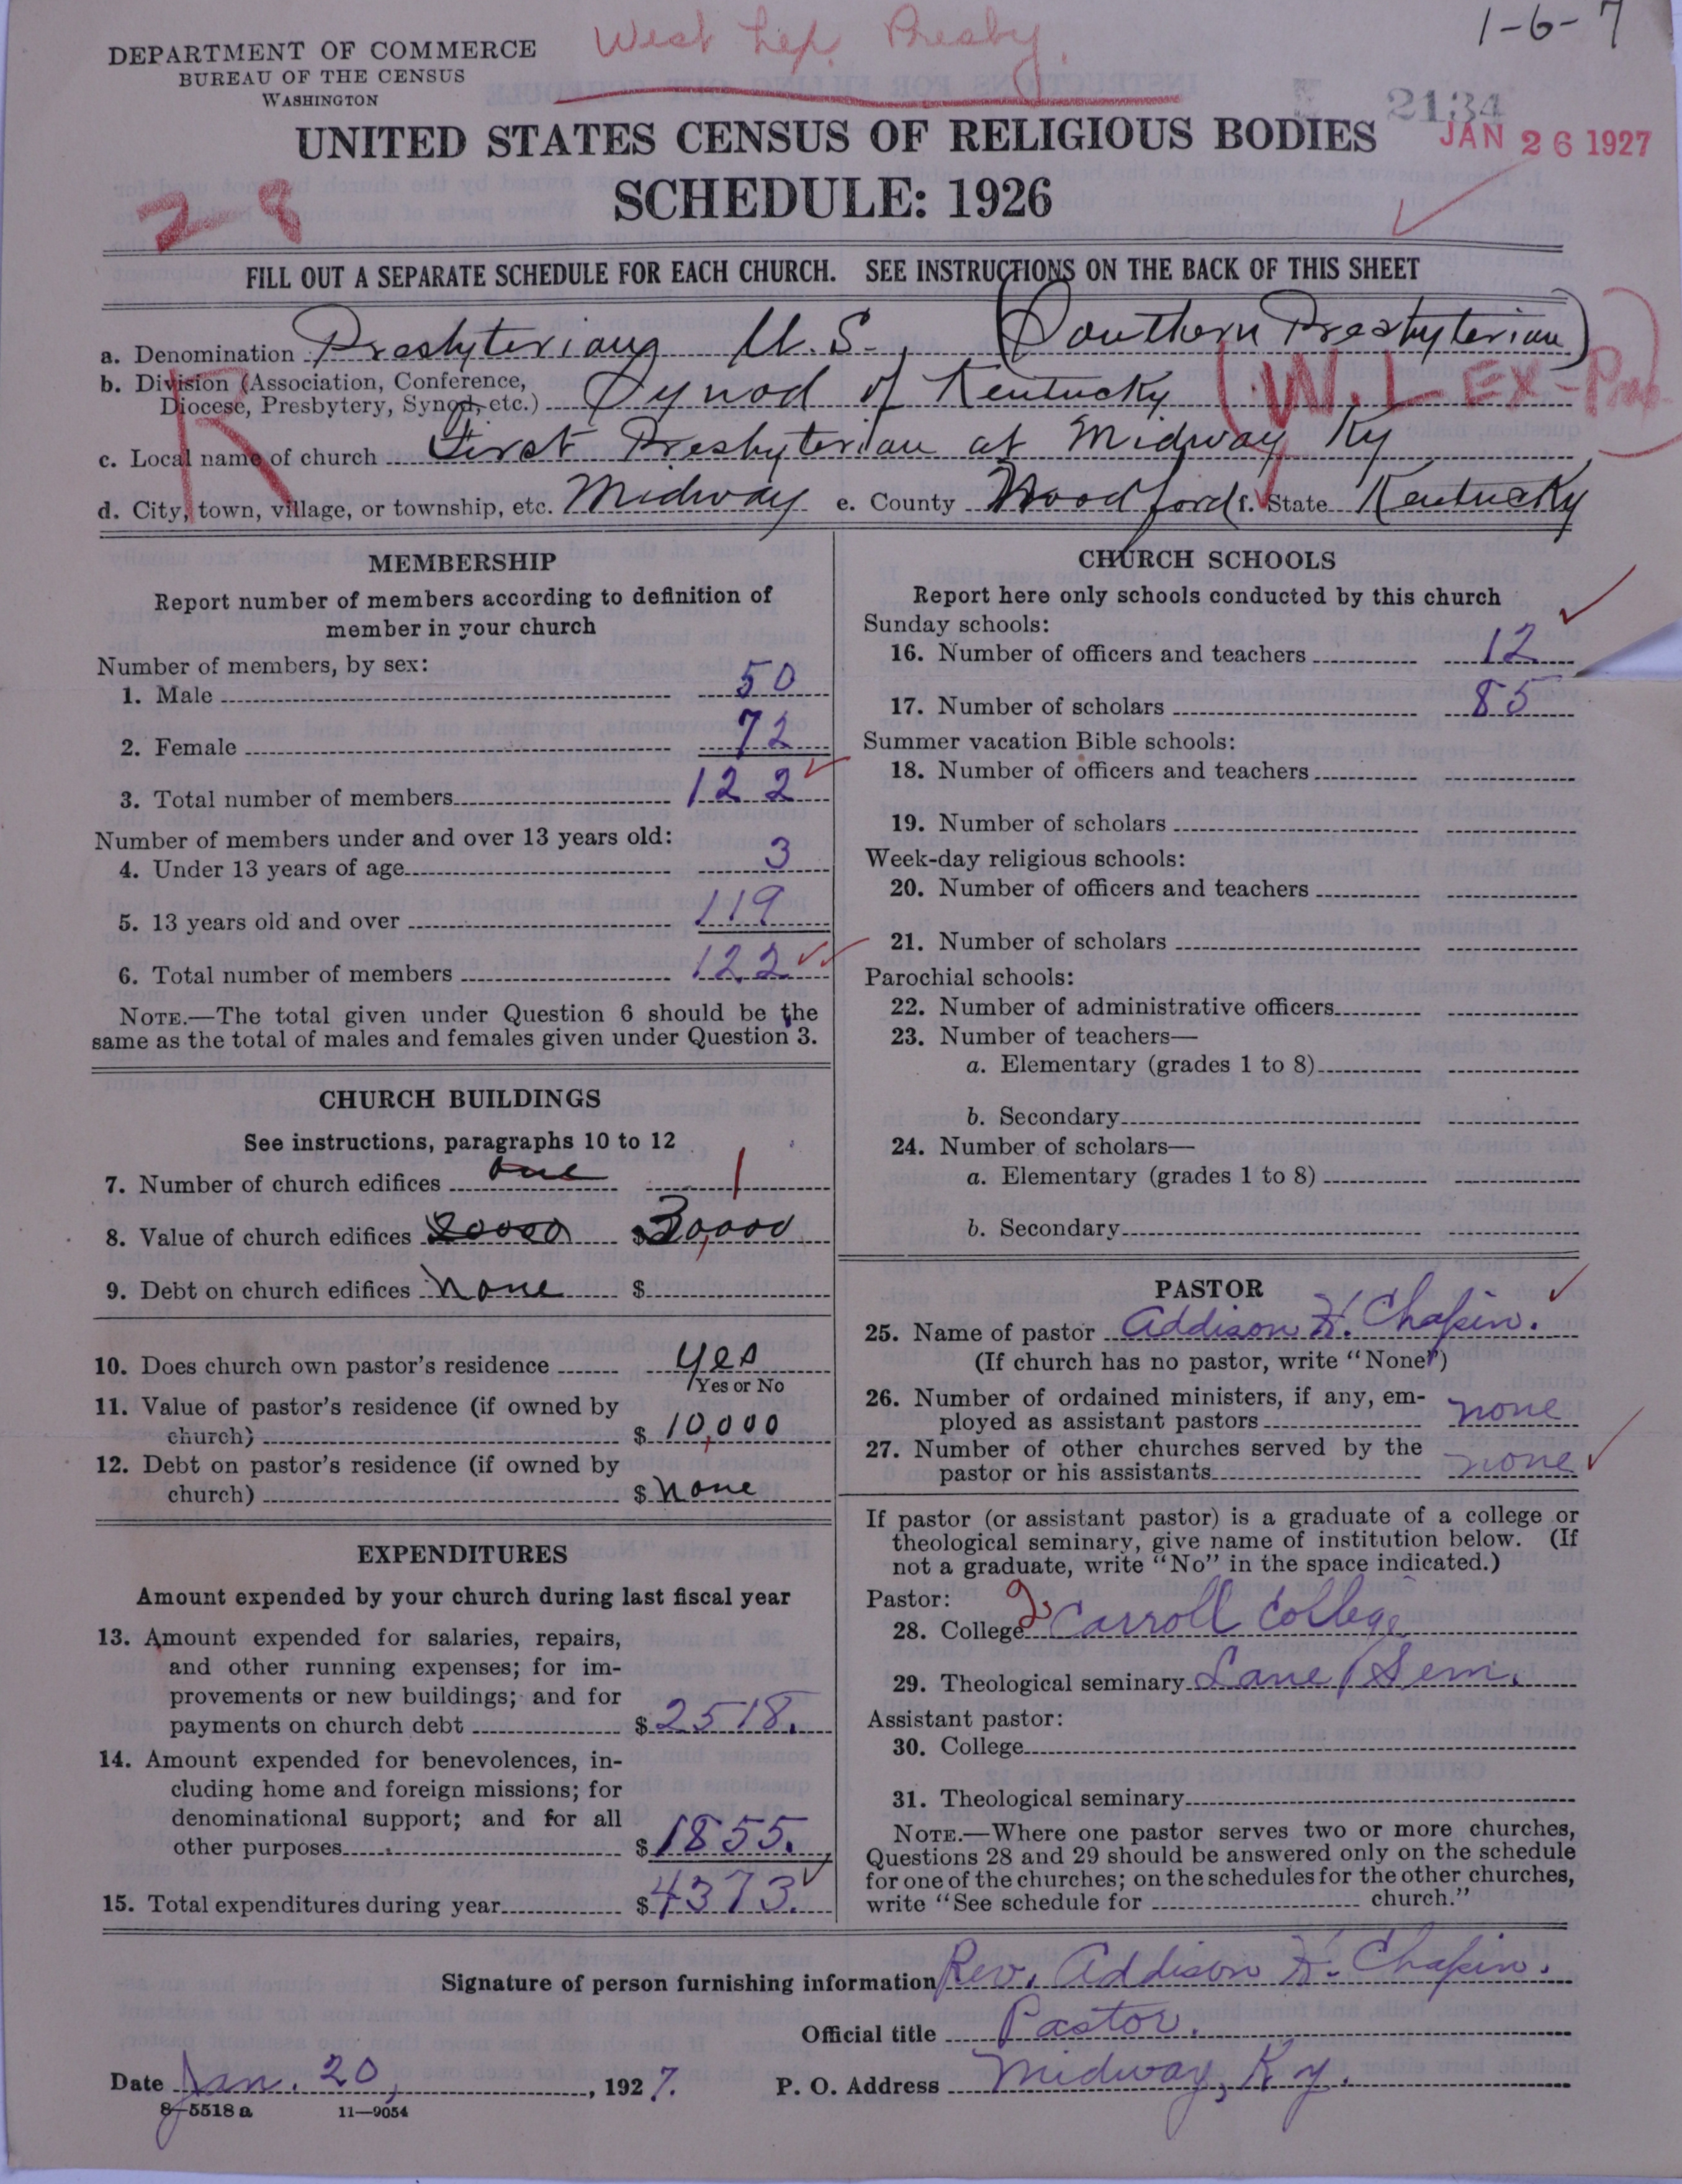 West Lex Presby.
1-6-7
DEPARTMENT OF COMMERCE
BUREAU OF THE CENSUS
WASHINGTON
2134
JAN 26 1927
UNITED STATES CENSUS OF RELIGIOUS BODIES
SCHEDULE: 1926
28
FILL OUT A SEPARATE SCHEDULE FOR EACH CHURCH. SEE INSTRUCTIONS ON THE BACK OF THIS SHEET
a. Denomination Presbyterian U.S. (Southern Presbyterian)
b. Division (Association, Conference,
Diocese, Presbytery, Synod, etc.) Synod of Kentucky (W. Lex-Pres
R
c. Local name of church First Presbyterian at Midway Ky
d. City, town, village, or township, etc. Midway e. County Woodford f. State Kentucky
MEMBERSHIP
Report number of members according to definition of
member in your church
Number of members, by sex:
1. Male 50
2. Female 72
3. Total number of members 122
Number of members under and over 13 years old:
4. Under 13 years of age 3
5. 13 years old and over 119
6. Total number of members 122
NOTE.—The total given under Question 6 should be the
same as the total of males and females given under Question 3.
CHURCH BUILDINGS
See instructions, paragraphs 10 to 12
7. Number of church edifices one 1
8. Value of church edifices 20000 $30,000
9. Debt on church edifices None $
10. Does church own pastor's residence yes
Yes or No
11. Value of pastor's residence (if owned by
church) $ 10,000
12. Debt on pastor's residence (if owned by
church) $ None
EXPENDITURES
Amount expended by your church during last fiscal year
13. Amount expended for salaries, repairs,
and other running expenses; for im-
provements or new buildings; and for
payments on church debt $ 2518.
14. Amount expended for benevolences, in-
cluding home and foreign missions; for
denominational support; and for all
other purposes $ 1855.
15. Total expenditures during year $ 4373.
CHURCH SCHOOLS
Report here only schools conducted by this church
Sunday schools:
16. Number of officers and teachers 12
17. Number of scholars 85
Summer vacation Bible schools:
18. Number of officers and teachers
19. Number of scholars
Week-day religious schools:
20. Number of officers and teachers
21. Number of scholars
Parochial schools:
22. Number of administrative officers
23. Number of teachers—
a. Elementary (grades 1 to 8)
b. Secondary
24. Number of scholars—
a. Elementary (grades 1 to 8)
b. Secondary
PASTOR
25. Name of pastor Addison H. Chapin.
(If church has no pastor, write "None")
26. Number of ordained ministers, if any, em-
ployed as assistant pastors none
27. Number of other churches served by the
pastor or his assistants none
If pastor (or assistant pastor) is a graduate of a college or
theological seminary, give name of institution below. (If
not a graduate, write "No" in the space indicated.)
Pastor: 2
28. College Carroll College
29. Theological seminary Lane Sem.
Assistant pastor:
30. College
31. Theological seminary
NOTE.—Where one pastor serves two or more churches,
Questions 28 and 29 should be answered only on the schedule
for one of the churches; on the schedules for the other churches,
write "See schedule for church."
Signature of person furnishing information Rev. Addison H. Chapin.
Official title Pastor.
Date Jan. 20, 1927. P. O. Address Midway, Ky.
8-5518 a 11-9054